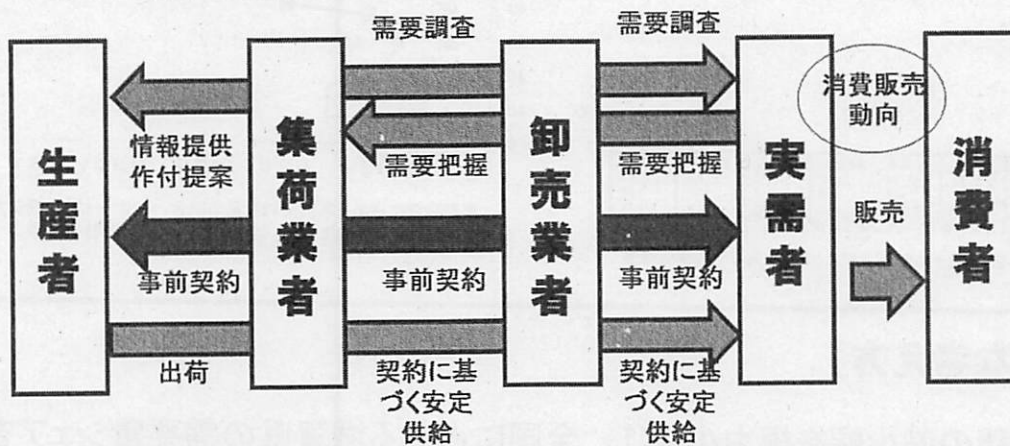 需要調査
需要調査
消費販売
動向
生産者
集荷業者
卸売業者
実需者
消費者
情報提供
作付提案
需要把握
需要把握
販売
事前契約
事前契約
事前契約
出荷
契約に基
づく安定
供給
契約に基
づく安定
供給